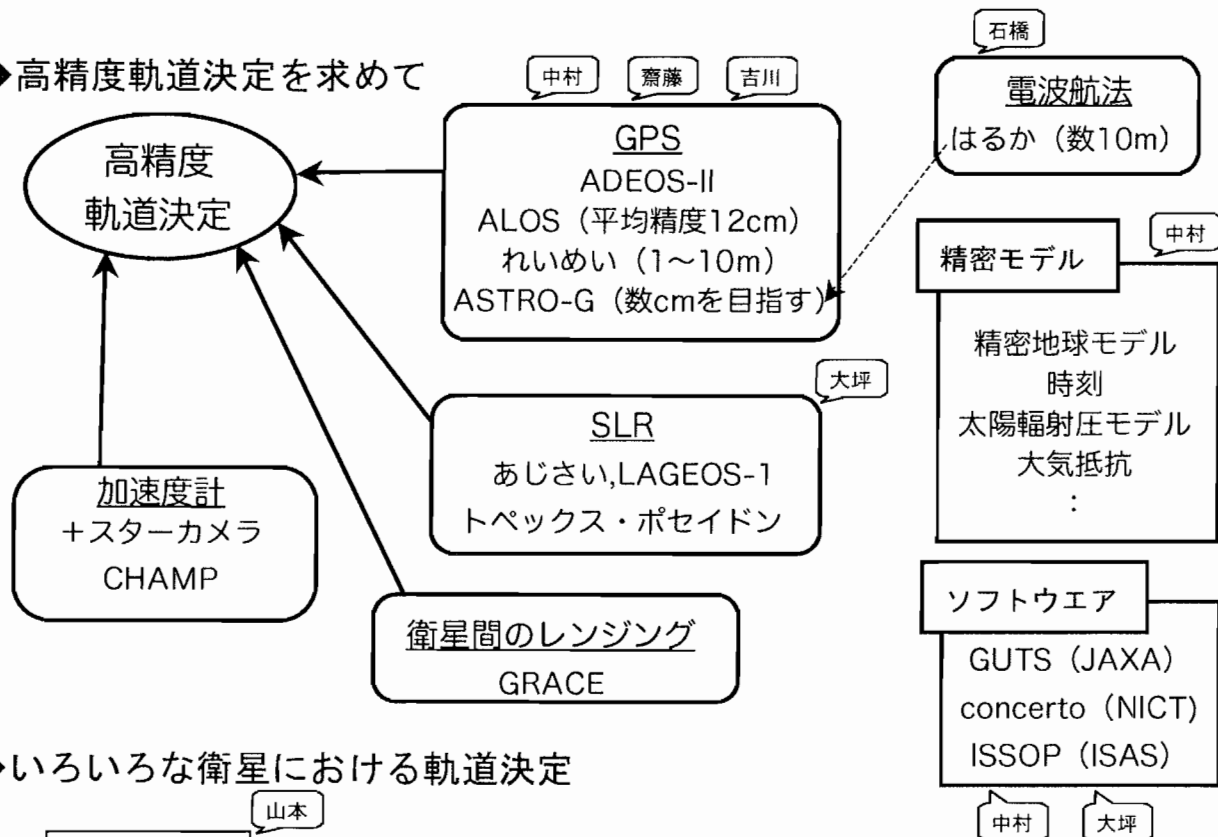 ◆高精度軌道決定を求めて
高精度
軌道決定
中村
齋藤
吉川
GPS
ADEOS-II
ALOS（平均精度12cm）
れいめい（1～10m）
ASTRO-G（数cmを目指す）
石橋
電波航法
はるか（数10m）
中村
精密モデル
精密地球モデル
時刻
太陽輻射圧モデル
大気抵抗
：
大坪
SLR
あじさい,LAGEOS-1
トペックス・ポセイドン
加速度計
＋スターカメラ
CHAMP
衛星間のレンジング
GRACE
ソフトウエア
GUTS（JAXA）
concerto（NICT)
ISSOP（ISAS）
中村
大坪
◆いろいろな衛星における軌道決定
山本